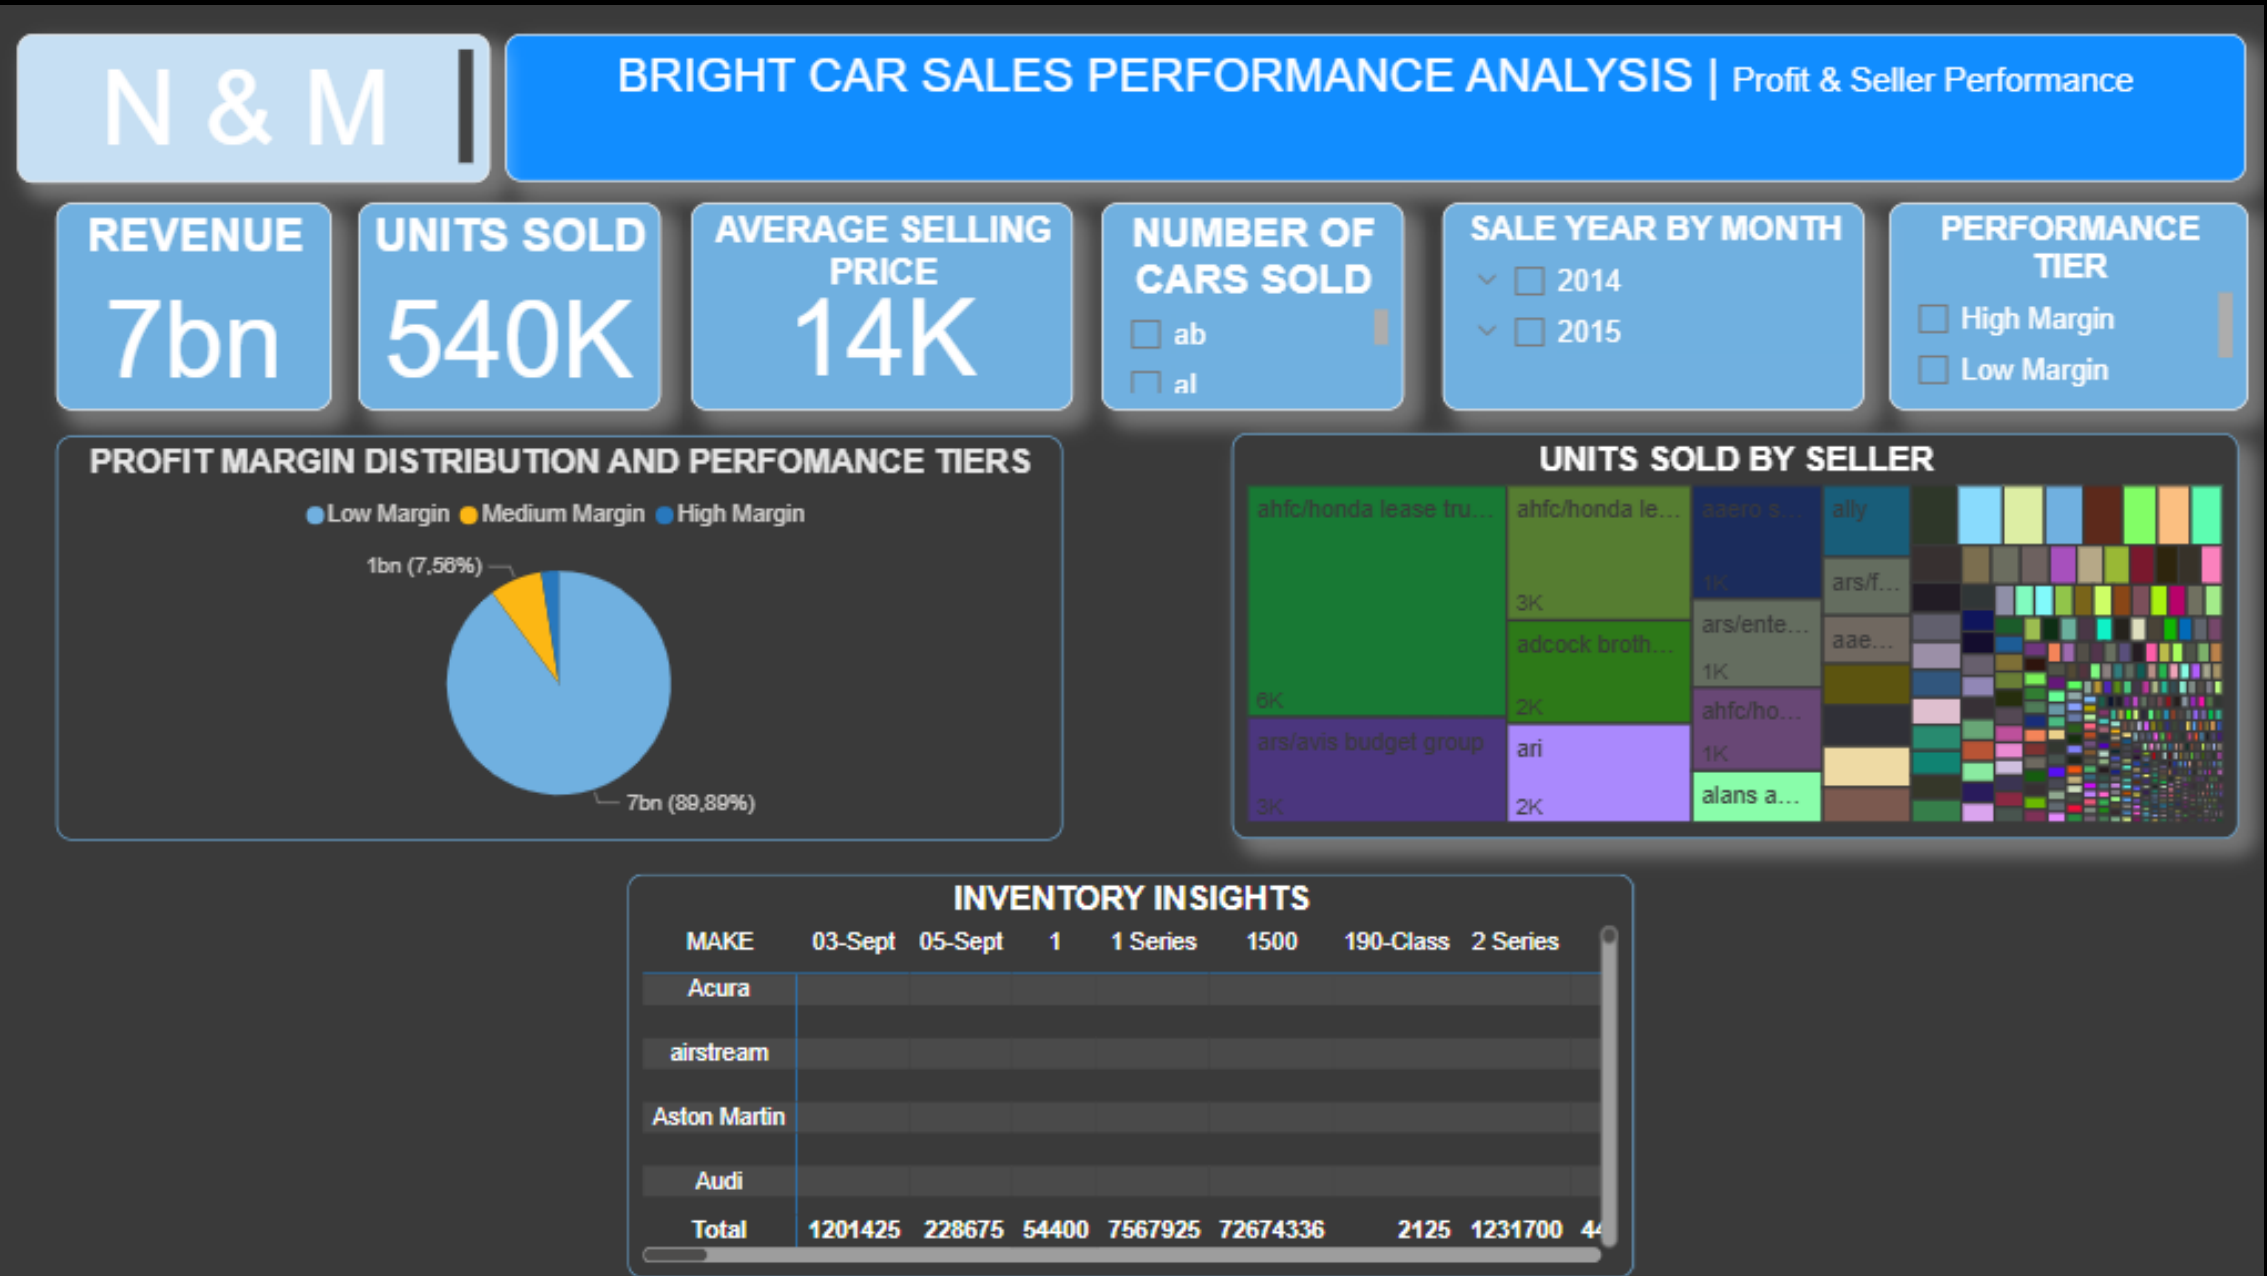 N & M
BRIGHT CAR SALES PERFORMANCE ANALYSIS | Profit & Seller Performance
REVENUE
7bn
UNITS SOLD
540K
AVERAGE SELLING
PRICE
14K
NUMBER OF
CARS SOLD
ab
al
SALE YEAR BY MONTH
2014
2015
PERFORMANCE
TIER
High Margin
Low Margin
PROFIT MARGIN DISTRIBUTION AND PERFOMANCE TIERS
Low Margin Medium Margin High Margin
1bn (7,56%)
7bn (89,89%)
UNITS SOLD BY SELLER
ahfc/honda lease tru...
6K
ars/avis budget group
3K
ahfc/honda le...
3K
adcock broth...
2K
ari
2K
aaero s...
1K
ars/ente...
1K
ahfc/ho...
1K
alans a...
ally
ars/f...
aae...
INVENTORY INSIGHTS
MAKE 03-Sept 05-Sept 1 1 Series 1500 190-Class 2 Series
Acura
airstream
Aston Martin
Audi
Total 1201425 228675 54400 7567925 72674336 2125 1231700 44